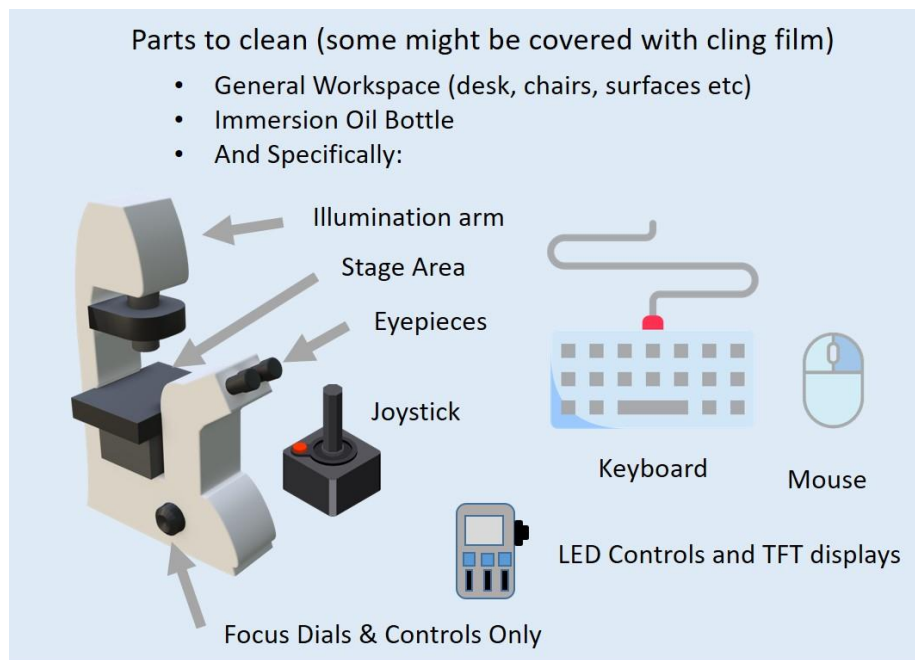 Parts to clean (some might be covered with cling film)
• General Workspace (desk, chairs, surfaces etc)
• Immersion Oil Bottle
• And Specifically:
Illumination arm
Stage Area
Eyepieces
Joystick
Keyboard
Mouse
LED Controls and TFT displays
Focus Dials & Controls Only